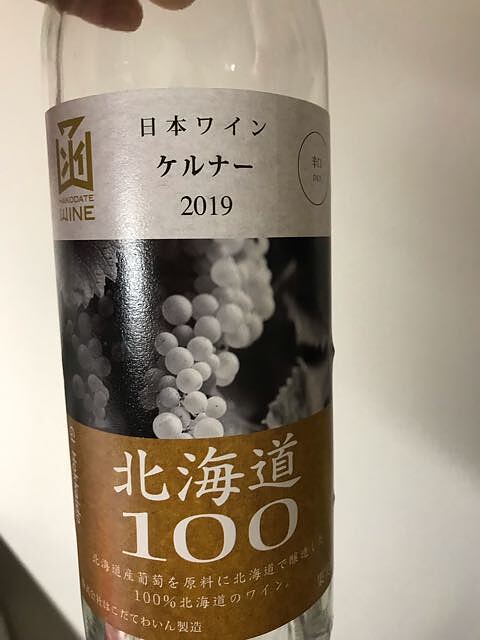 日本ワイン
ケルナー
2019
函
HAKODATE
WINE
辛口
DRY
北海道
100
北海道産葡萄を原料に北海道で醸造した
100%北海道のワイン。
はこだてわいん製造